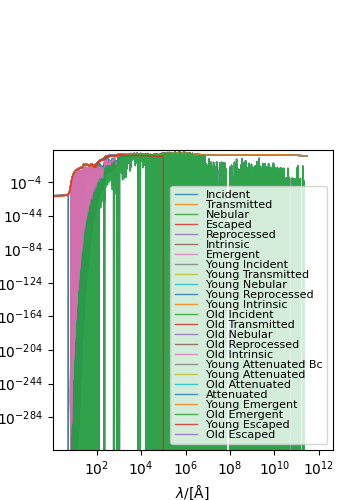 10^-4
10^-44
10^-84
10^-124
10^-164
10^-204
10^-244
10^-284
Incident
Transmitted
Nebular
Escaped
Reprocessed
Intrinsic
Emergent
Young Incident
Young Transmitted
Young Nebular
Young Reprocessed
Young Intrinsic
Old Incident
Old Transmitted
Old Nebular
Old Reprocessed
Old Intrinsic
Young Attenuated Bc
Young Attenuated
Old Attenuated
Attenuated
Young Emergent
Old Emergent
Young Escaped
Old Escaped
10^2 10^4 10^6 10^8 10^10 10^12
λ/[Å]